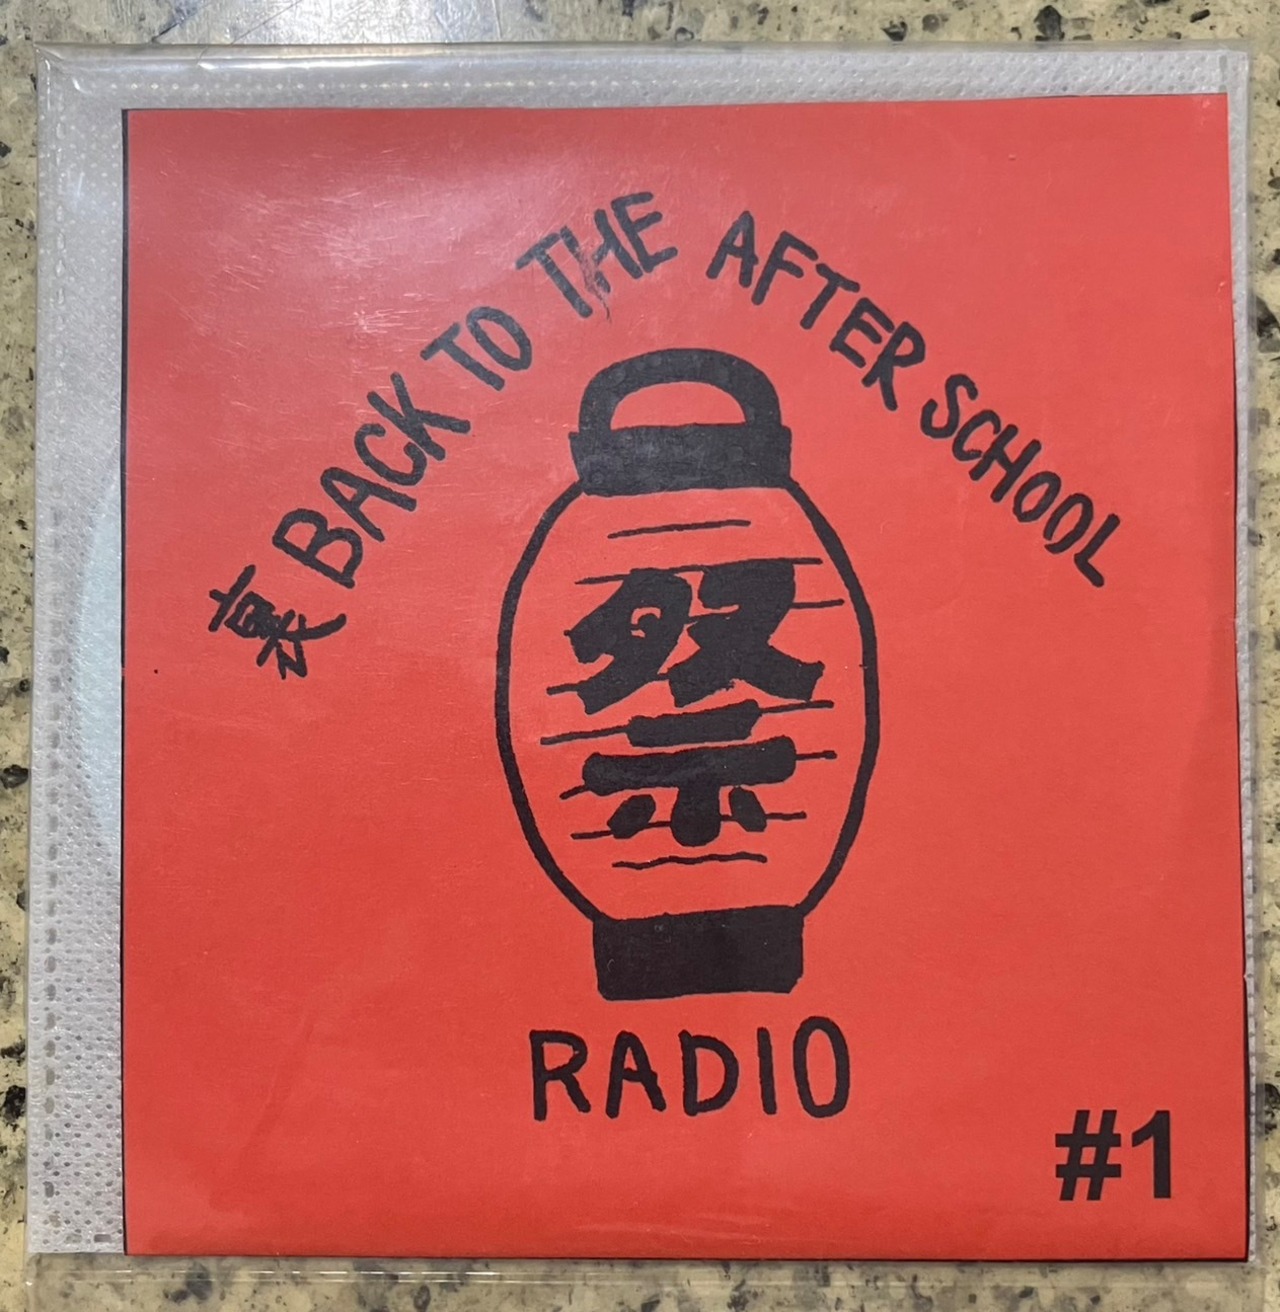 裏 BACK TO THE AFTER SCHOOL
祭
RADIO
#1